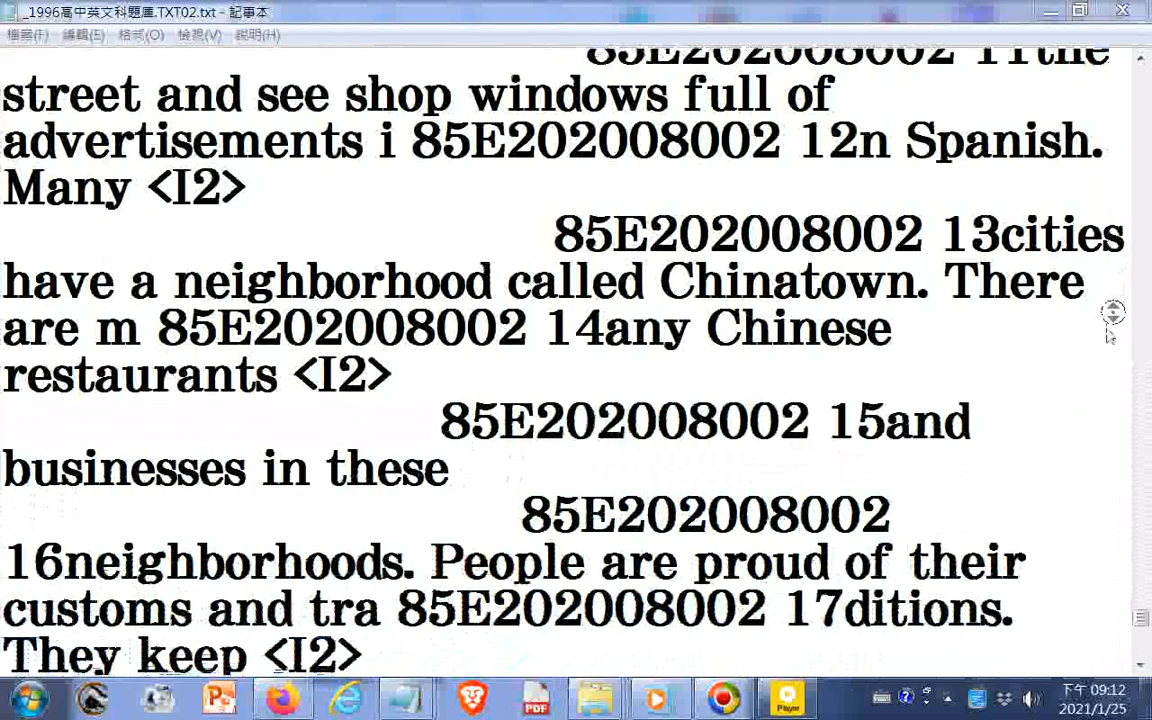 _1996高中英文科題庫.TXT02.txt - 記事本
檔案(F) 編輯(E) 格式(O) 檢視(V) 說明(H)
85E202008002 11the
street and see shop windows full of
advertisements i 85E202008002 12n Spanish.
Many <I2>
85E202008002 13cities
have a neighborhood called Chinatown. There
are m 85E202008002 14any Chinese
restaurants <I2>
85E202008002 15and
businesses in these
85E202008002
16neighborhoods. People are proud of their
customs and tra 85E202008002 17ditions.
They keep <I2>
PDF
Player
下午 09:12
2021/1/25